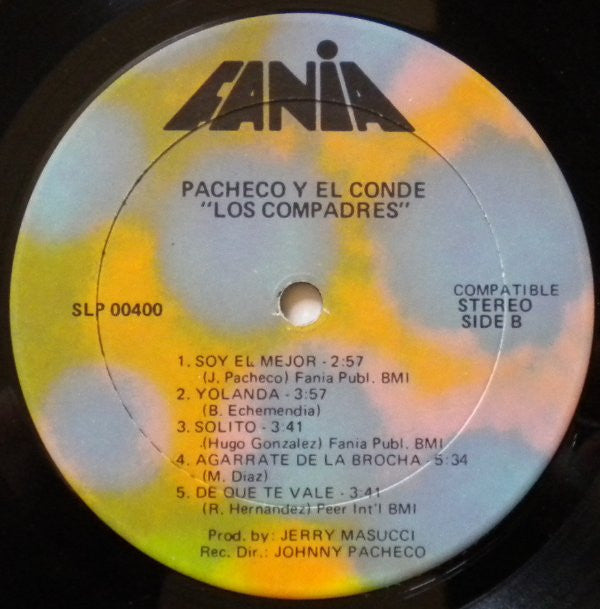 FANIA
PACHECO Y EL CONDE
"LOS COMPADRES"
SLP 00400
COMPATIBLE
STEREO
SIDE B
1. SOY EL MEJOR - 2:57
(J. Pacheco) Fania Publ. BMI
2. YOLANDA - 3:57
(B. Echemendia)
3. SOLITO - 3:41
(Hugo Gonzalez) Fania Publ. BMI
4. AGARRATE DE LA BROCHA - 5:34
(M. Diaz)
5. DE QUE TE VALE - 3:41
(R. Hernandez) Peer Int'l BMI
Prod. by: JERRY MASUCCI
Rec. Dir.: JOHNNY PACHECO